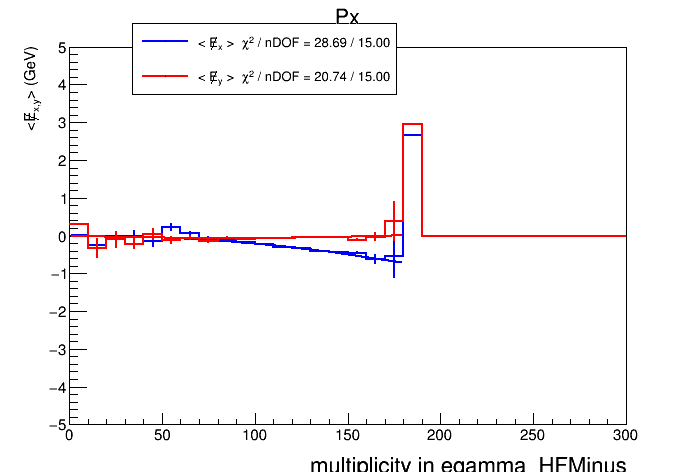 Px
< E̸x > χ² / nDOF = 28.69 / 15.00
< E̸y > χ² / nDOF = 20.74 / 15.00
<E̸x,y> (GeV)
5
4
3
2
1
0
−1
−2
−3
−4
−5
0 50 100 150 200 250 300
multiplicity in egamma_HFMinus